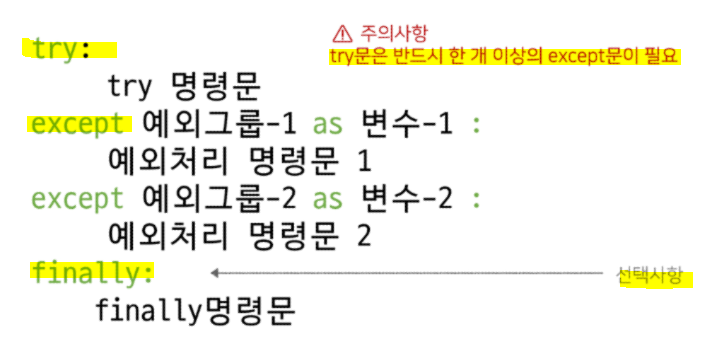 ⚠ 주의사항
try문은 반드시 한 개 이상의 except문이 필요
try:
try 명령문
except 예외그룹-1 as 변수-1 :
예외처리 명령문 1
except 예외그룹-2 as 변수-2 :
예외처리 명령문 2
finally: 선택사항
finally명령문